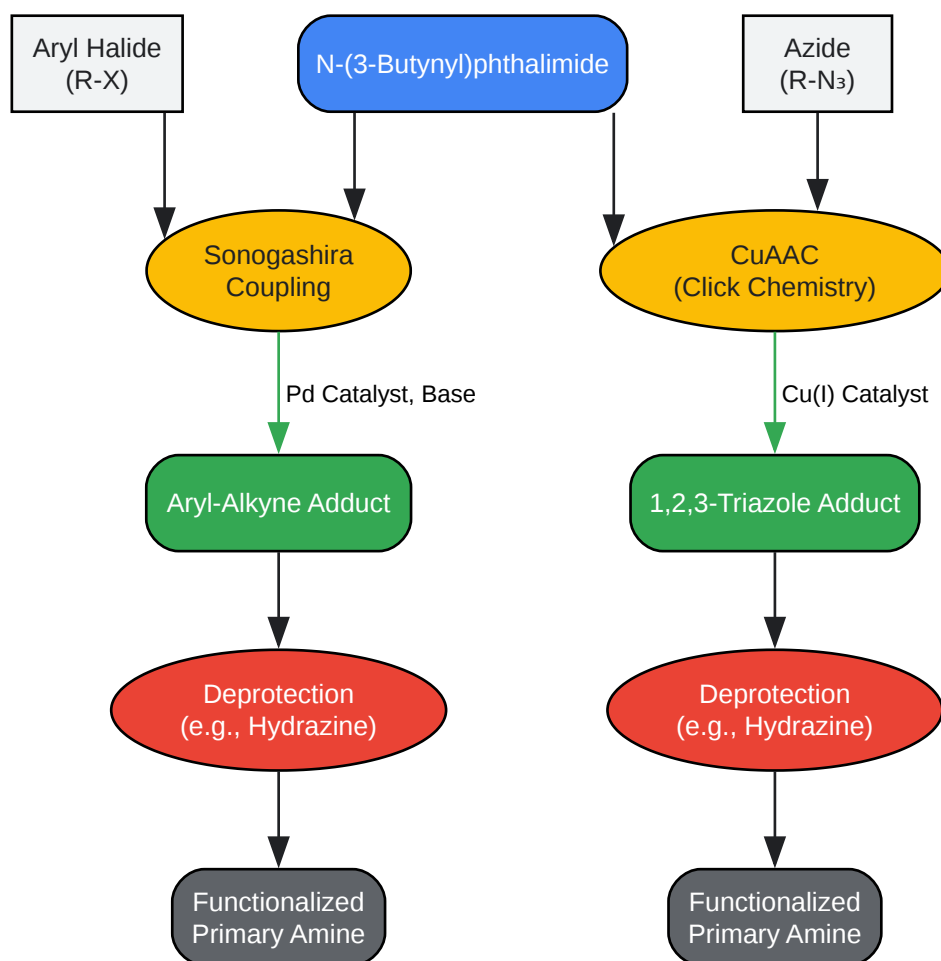 Aryl Halide
(R-X)
N-(3-Butynyl)phthalimide
Azide
(R-N₃)
Sonogashira
Coupling
CuAAC
(Click Chemistry)
Pd Catalyst, Base
Cu(I) Catalyst
Aryl-Alkyne Adduct
1,2,3-Triazole Adduct
Deprotection
(e.g., Hydrazine)
Deprotection
(e.g., Hydrazine)
Functionalized
Primary Amine
Functionalized
Primary Amine